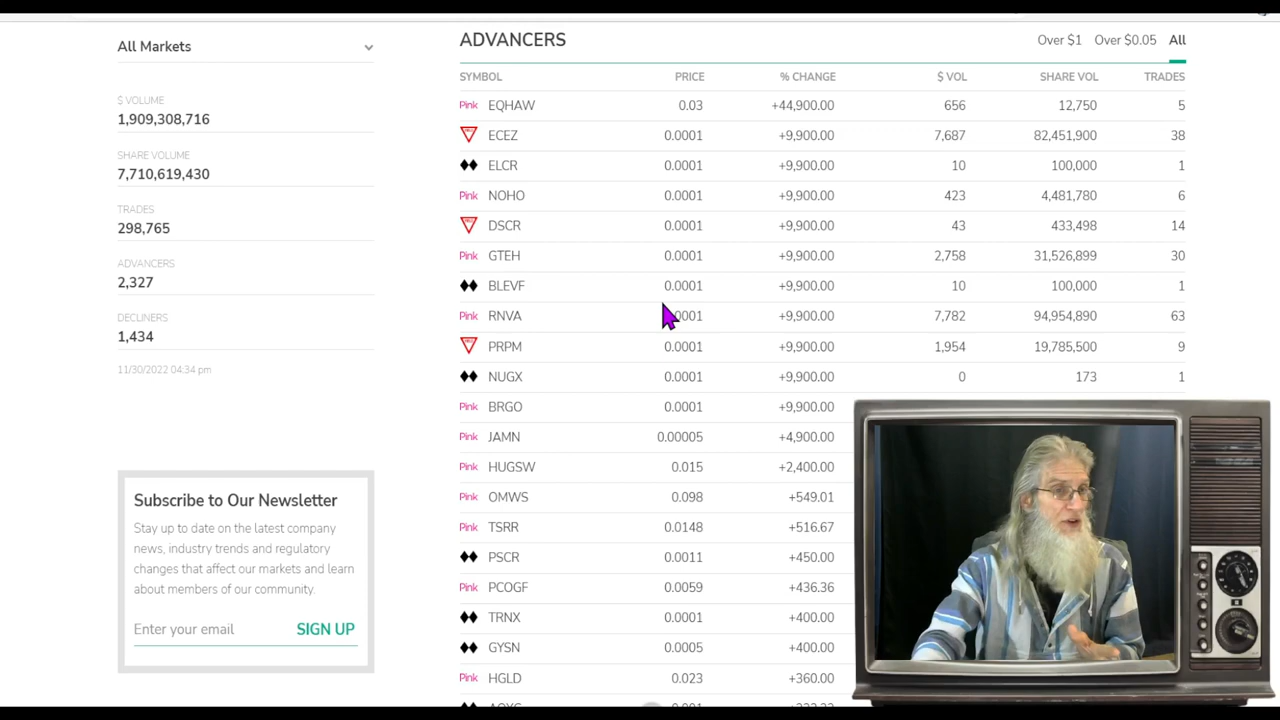 All Markets
$ VOLUME
1,909,308,716
SHARE VOLUME
7,710,619,430
TRADES
298,765
ADVANCERS
2,327
DECLINERS
1,434
11/30/2022 04:34 pm
Subscribe to Our Newsletter
Stay up to date on the latest company
news, industry trends and regulatory
changes that affect our markets and learn
about members of our community.
Enter your email SIGN UP
ADVANCERS Over $1 Over $0.05 All
SYMBOL PRICE % CHANGE $ VOL SHARE VOL TRADES
Pink EQHAW 0.03 +44,900.00 656 12,750 5
ECEZ 0.0001 +9,900.00 7,687 82,451,900 38
ELCR 0.0001 +9,900.00 10 100,000 1
Pink NOHO 0.0001 +9,900.00 423 4,481,780 6
DSCR 0.0001 +9,900.00 43 433,498 14
Pink GTEH 0.0001 +9,900.00 2,758 31,526,899 30
BLEVF 0.0001 +9,900.00 10 100,000 1
Pink RNVA 0001 +9,900.00 7,782 94,954,890 63
PRPM 0.0001 +9,900.00 1,954 19,785,500 9
NUGX 0.0001 +9,900.00 0 173 1
Pink BRGO 0.0001 +9,900.00
Pink JAMN 0.00005 +4,900.00
Pink HUGSW 0.015 +2,400.00
Pink OMWS 0.098 +549.01
Pink TSRR 0.0148 +516.67
PSCR 0.0011 +450.00
Pink PCOGF 0.0059 +436.36
TRNX 0.0001 +400.00
GYSN 0.0005 +400.00
Pink HGLD 0.023 +360.00